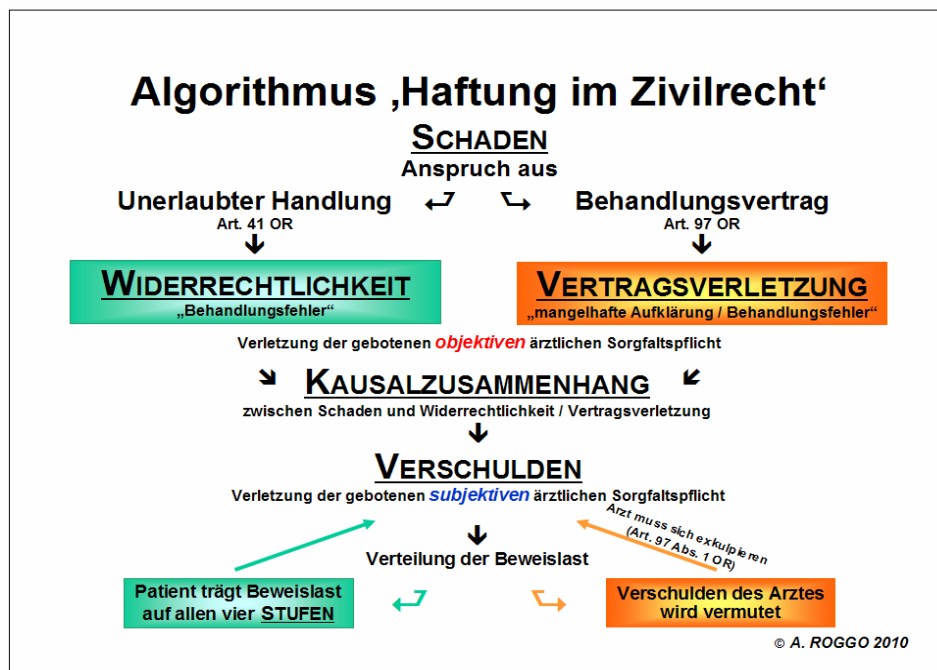 Algorithmus ‚Haftung im Zivilrecht‘
SCHADEN
Anspruch aus
Unerlaubter Handlung
Behandlungsvertrag
Art. 41 OR
Art. 97 OR
WIDERRECHTLICHKEIT
„Behandlungsfehler“
VERTRAGSVERLETZUNG
„mangelhafte Aufklärung / Behandlungsfehler“
Verletzung der gebotenen objektiven ärztlichen Sorgfaltspflicht
KAUSALZUSAMMENHANG
zwischen Schaden und Widerrechtlichkeit / Vertragsverletzung
VERSCHULDEN
Verletzung der gebotenen subjektiven ärztlichen Sorgfaltspflicht
Arzt muss sich exkulpieren
(Art. 97 Abs. 1 OR)
Verteilung der Beweislast
Patient trägt Beweislast
auf allen vier STUFEN
Verschulden des Arztes
wird vermutet
© A. ROGGO 2010